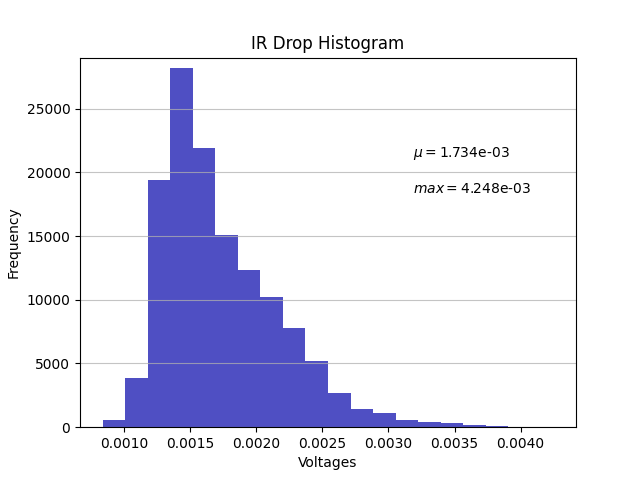 IR Drop Histogram
25000
20000
15000
10000
5000
0
Frequency
μ = 1.734e-03
max = 4.248e-03
0.0010 0.0015 0.0020 0.0025 0.0030 0.0035 0.0040
Voltages